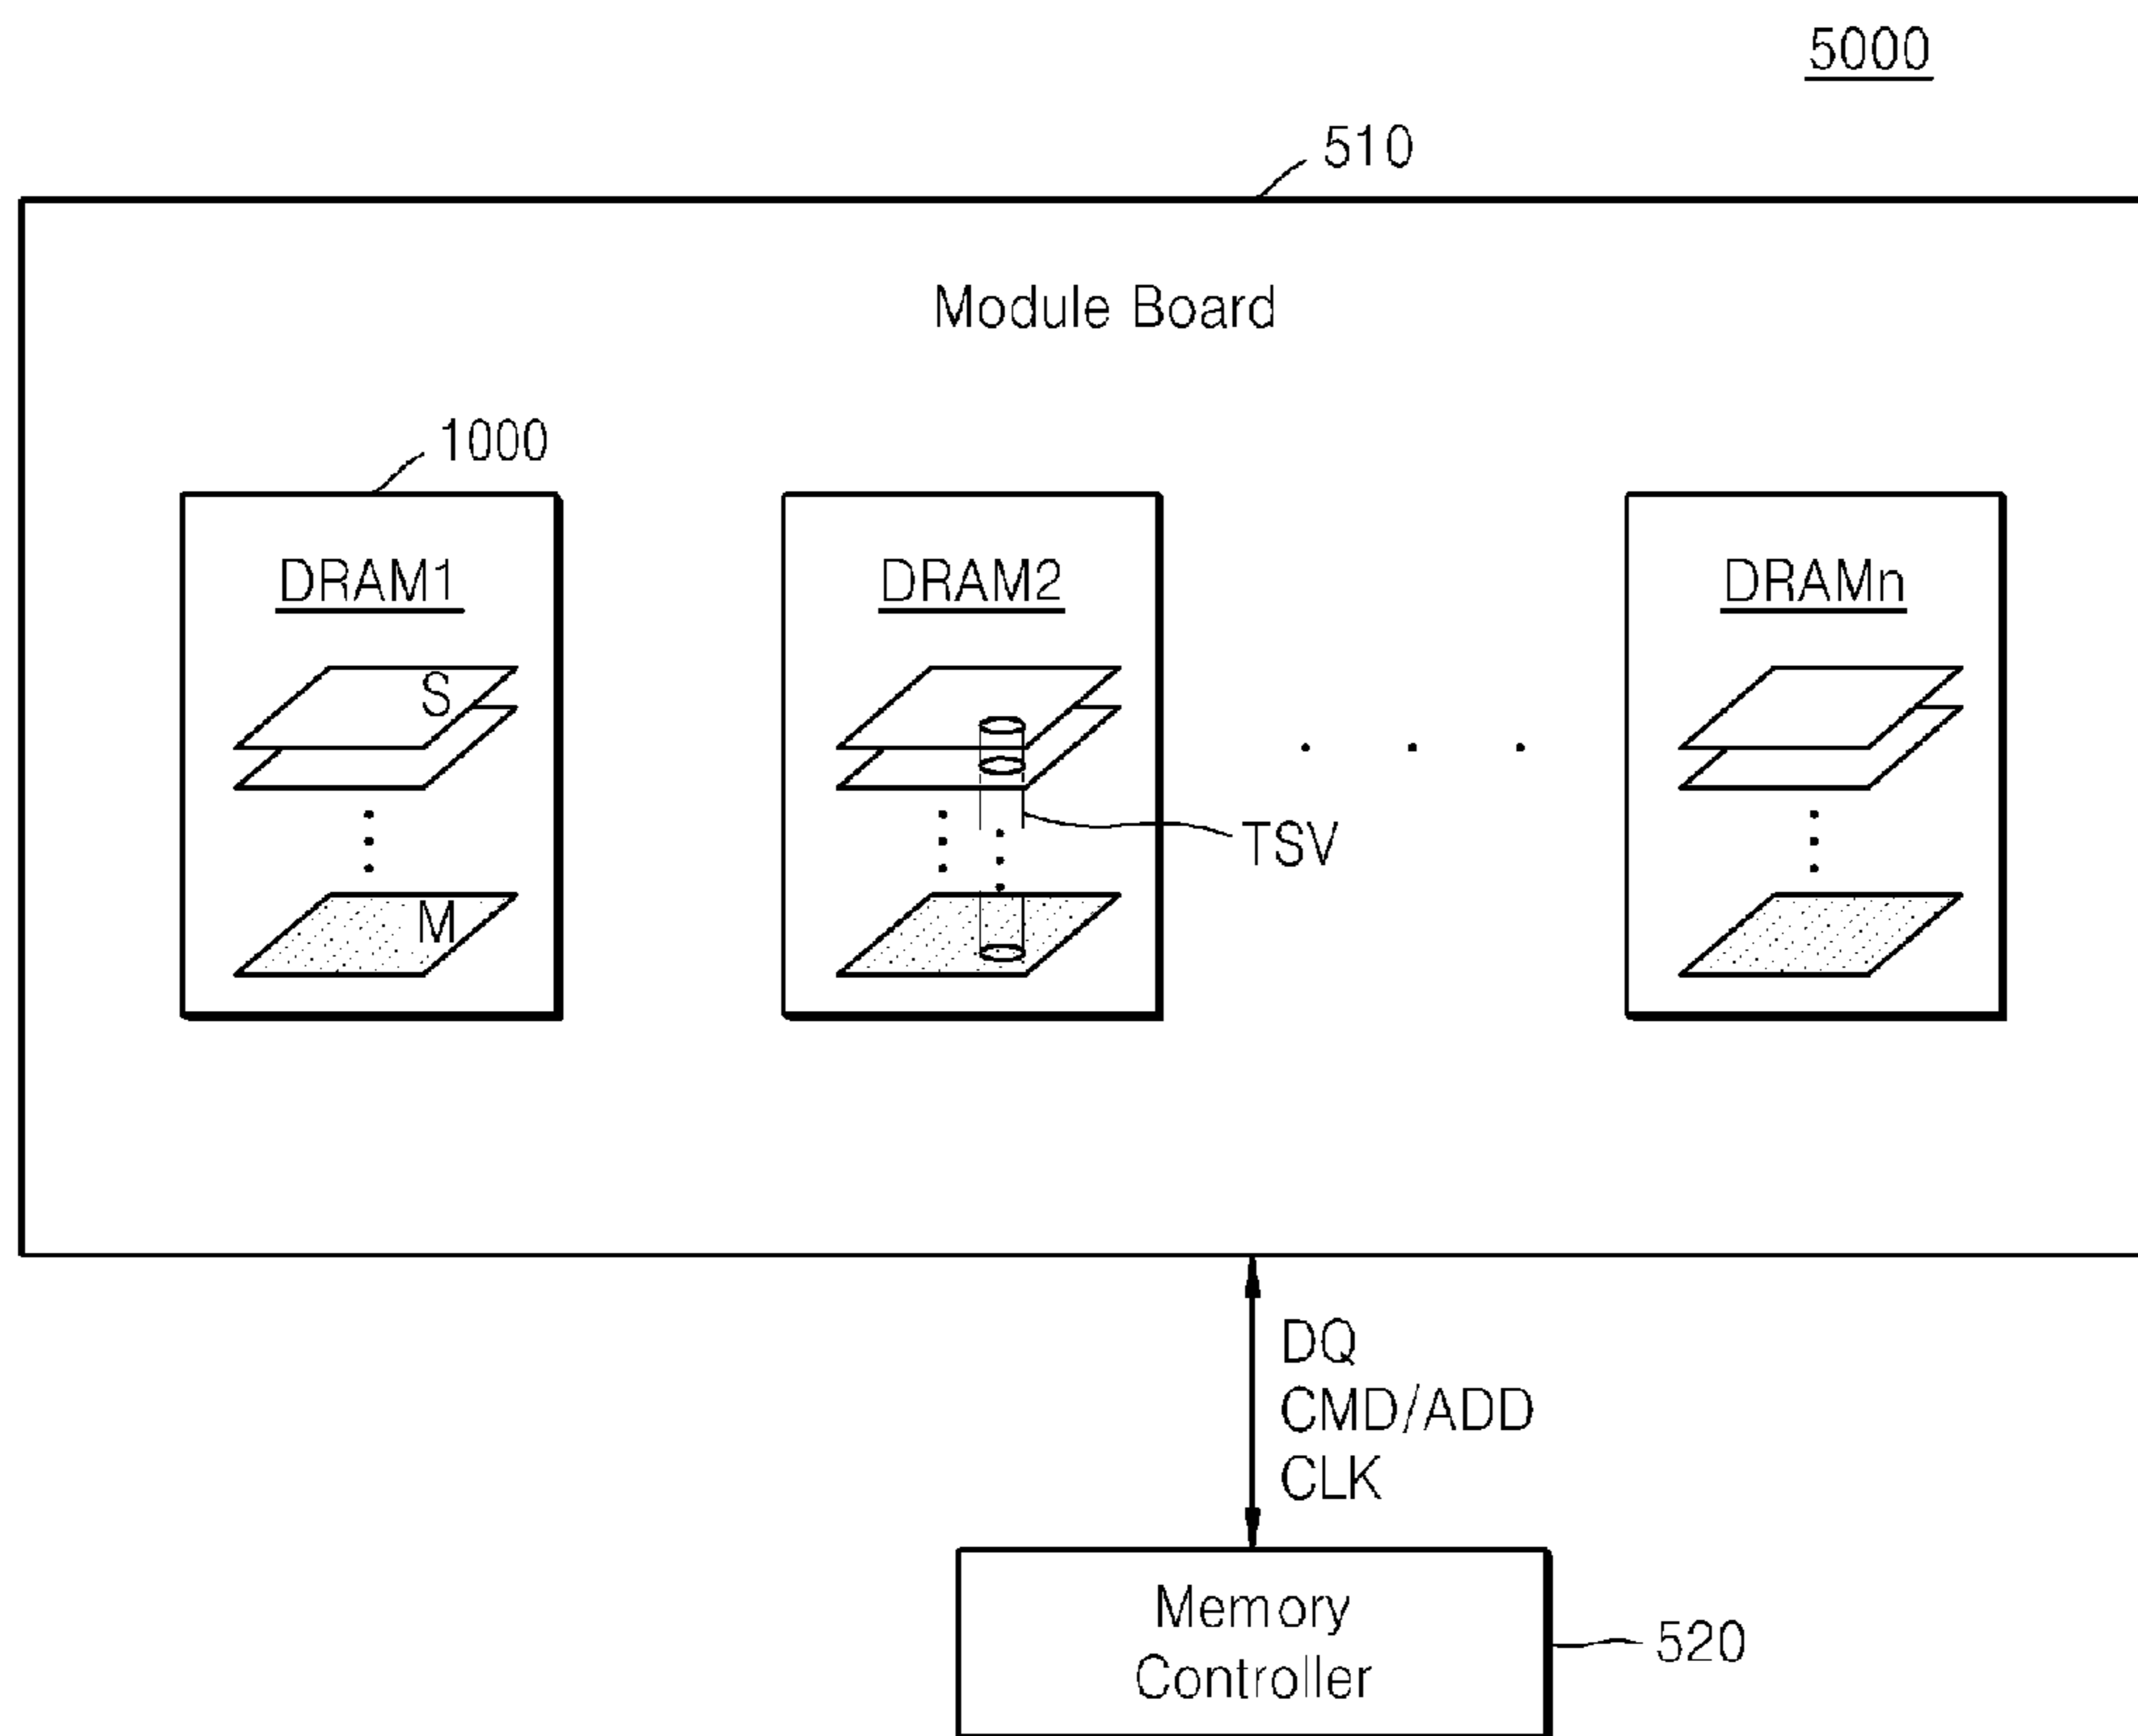 5000
510
Module Board
1000
DRAM1
DRAM2
DRAMn
S
TSV
M
DQ
CMD/ADD
CLK
Memory
Controller
520